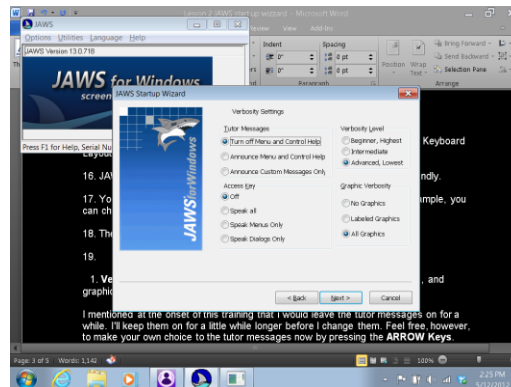 Lesson 2 JAWS startup wizard - Microsoft Word
JAWS
Options Utilities Language Help
View Add-Ins
JAWS Version 13.0.718
Indent Spacing
0" 0 pt
0" 8 pt
Paragraph
Position Wrap Text
Bring Forward
Send Backward
Selection Pane
Arrange
JAWS for Windows
screen
Press F1 for Help, Serial Nu
JAWS Startup Wizard
JAWS for Windows
Verbosity Settings
Tutor Messages
Turn off Menu and Control Help
Announce Menu and Control Help
Announce Custom Messages Only
Verbosity Level
Beginner, Highest
Intermediate
Advanced, Lowest
Access Key
Off
Speak all
Speak Menus Only
Speak Dialogs Only
Graphic Verbosity
No Graphics
Labeled Graphics
All Graphics
< Back Next > Cancel
Keyboard
Layout
16. JAW ndly.
17. Yo mple, you
can ch
18. The
19.
1. Ve , and
graphic
I mentioned at the onset of this training that I would leave the tutor messages on for a
while. I'll keep them on for a little while longer before I change them. Feel free, however,
to make your own choice to the tutor messages now by pressing the ARROW Keys.
Page: 3 of 5 Words: 1,142 100%
2:25 PM
5/12/2012